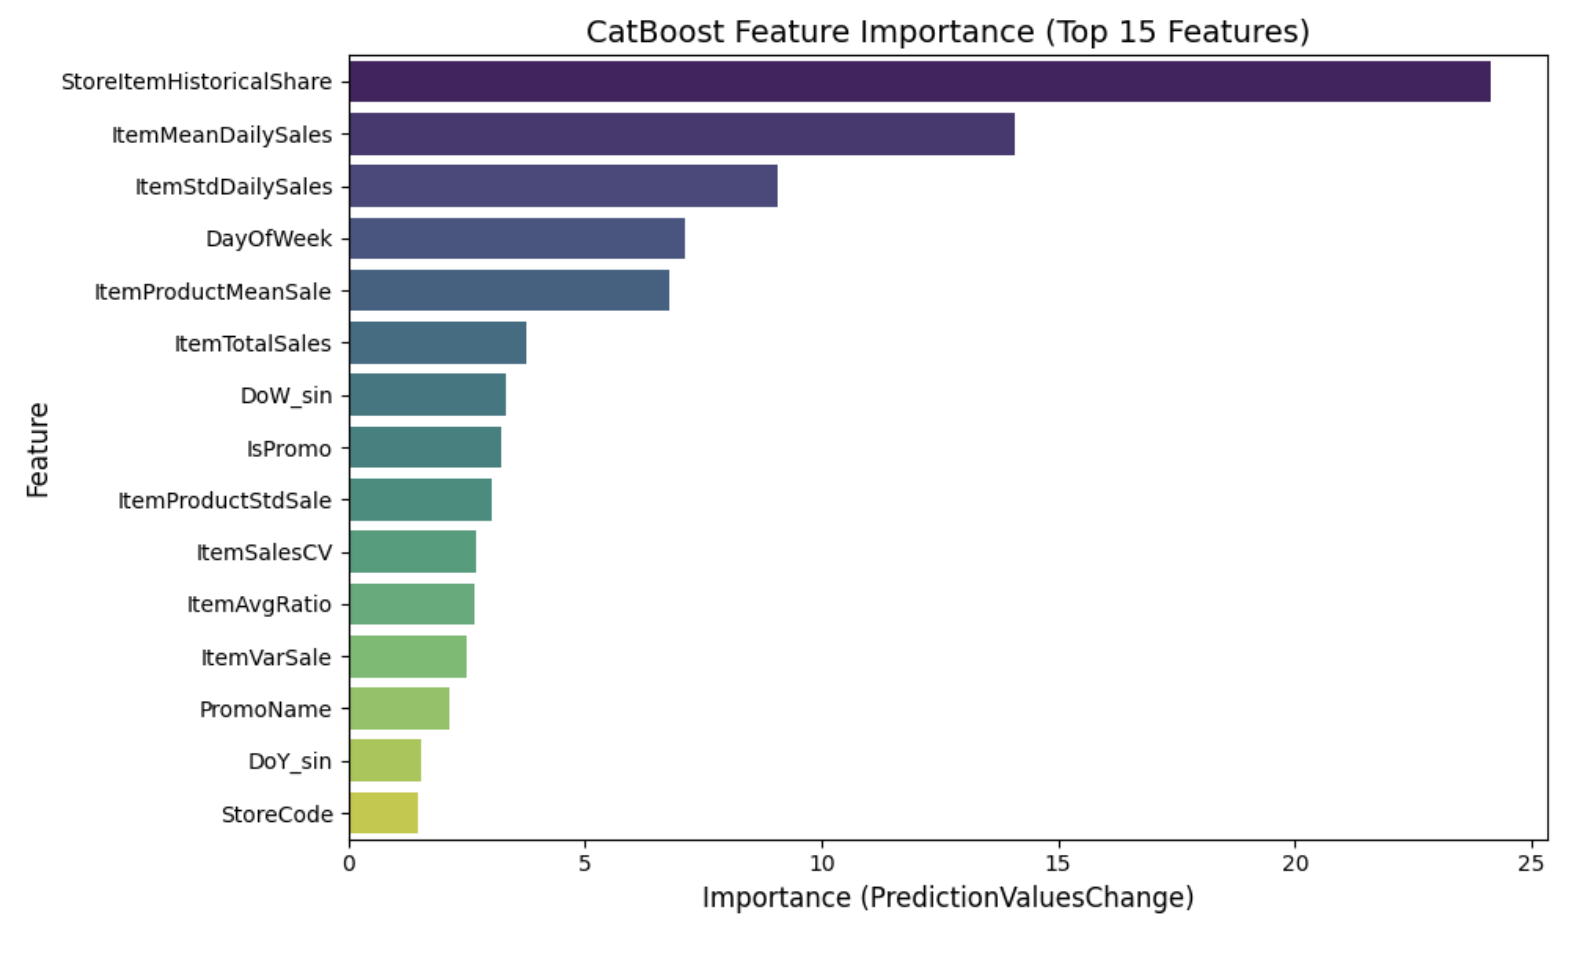 CatBoost Feature Importance (Top 15 Features)
StoreItemHistoricalShare
ItemMeanDailySales
ItemStdDailySales
DayOfWeek
ItemProductMeanSale
ItemTotalSales
DoW_sin
IsPromo
ItemProductStdSale
ItemSalesCV
ItemAvgRatio
ItemVarSale
PromoName
DoY_sin
StoreCode
Feature
0 5 10 15 20 25
Importance (PredictionValuesChange)